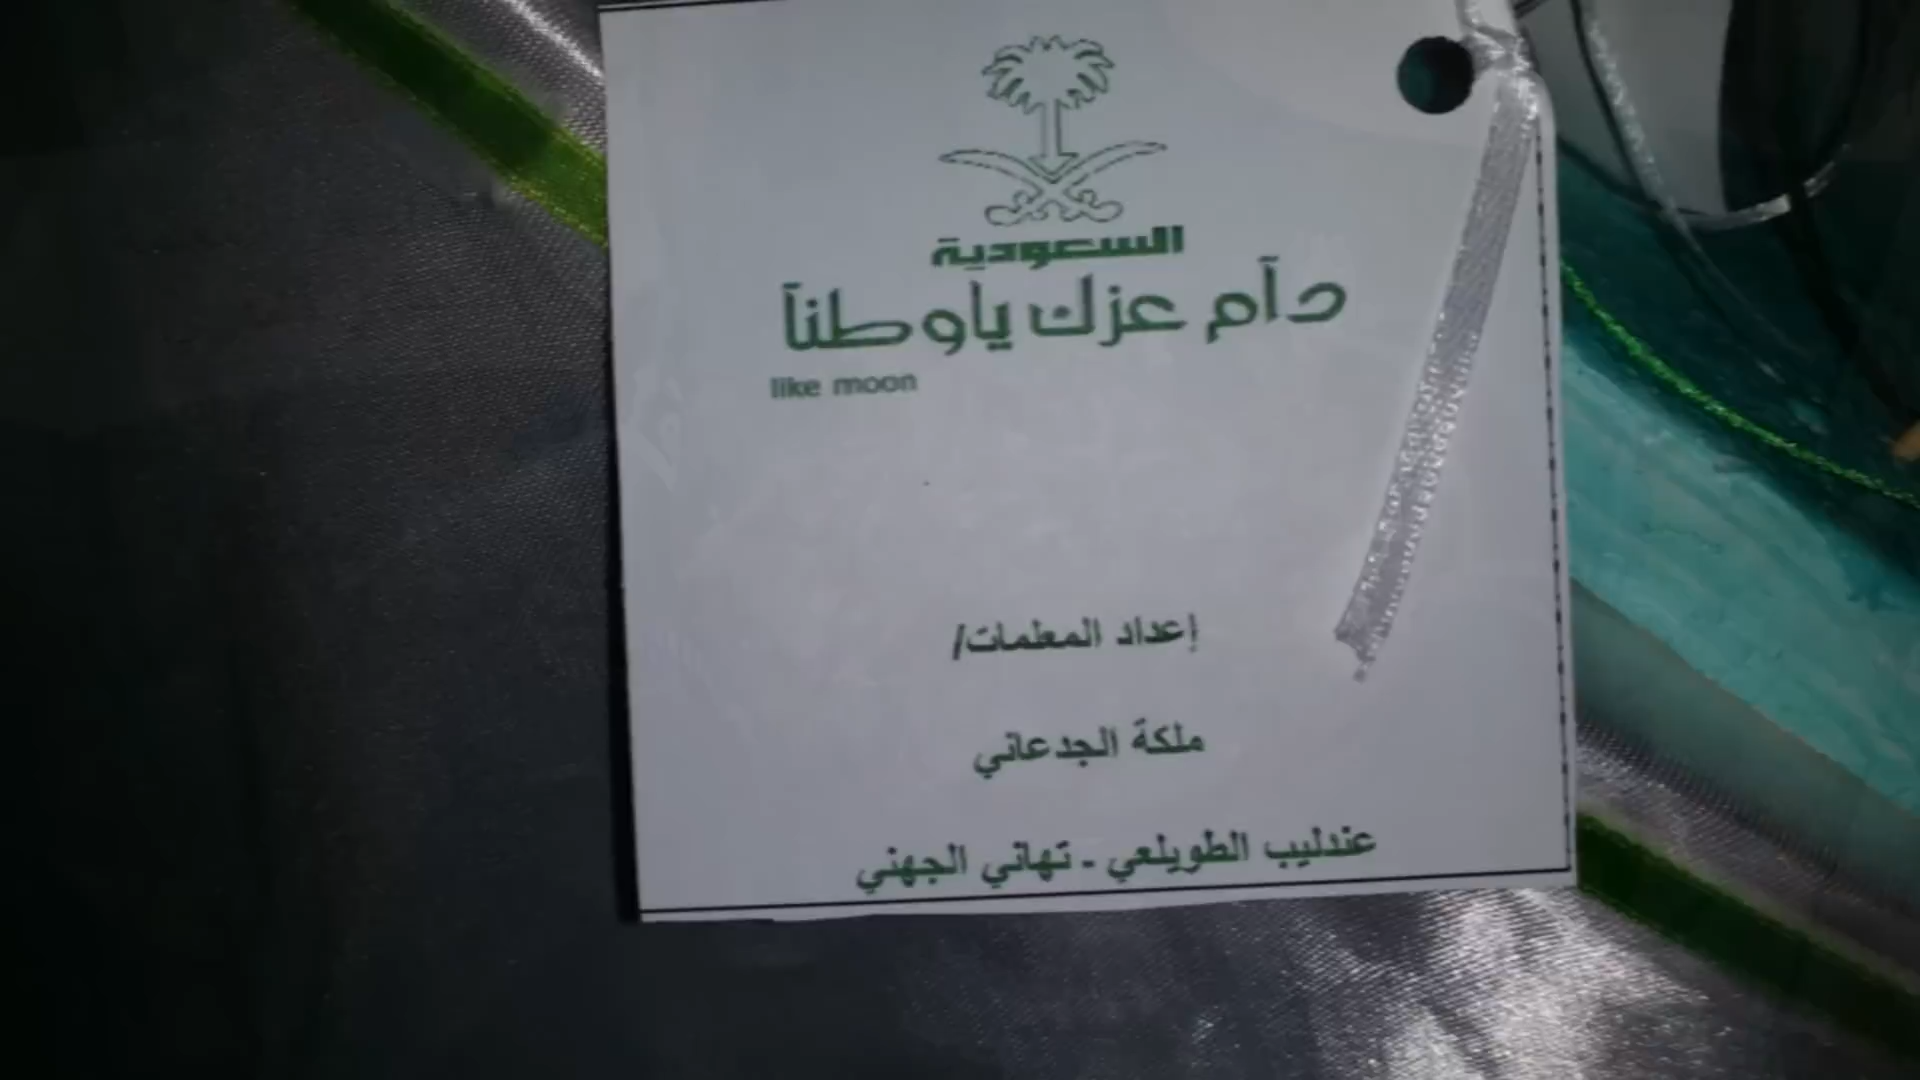 السعودية
دآم عزك ياوطنآ
like moon
إعداد المعلمات/
ملكة الجدعاني
عندليب الطويلعي - تهاني الجهني